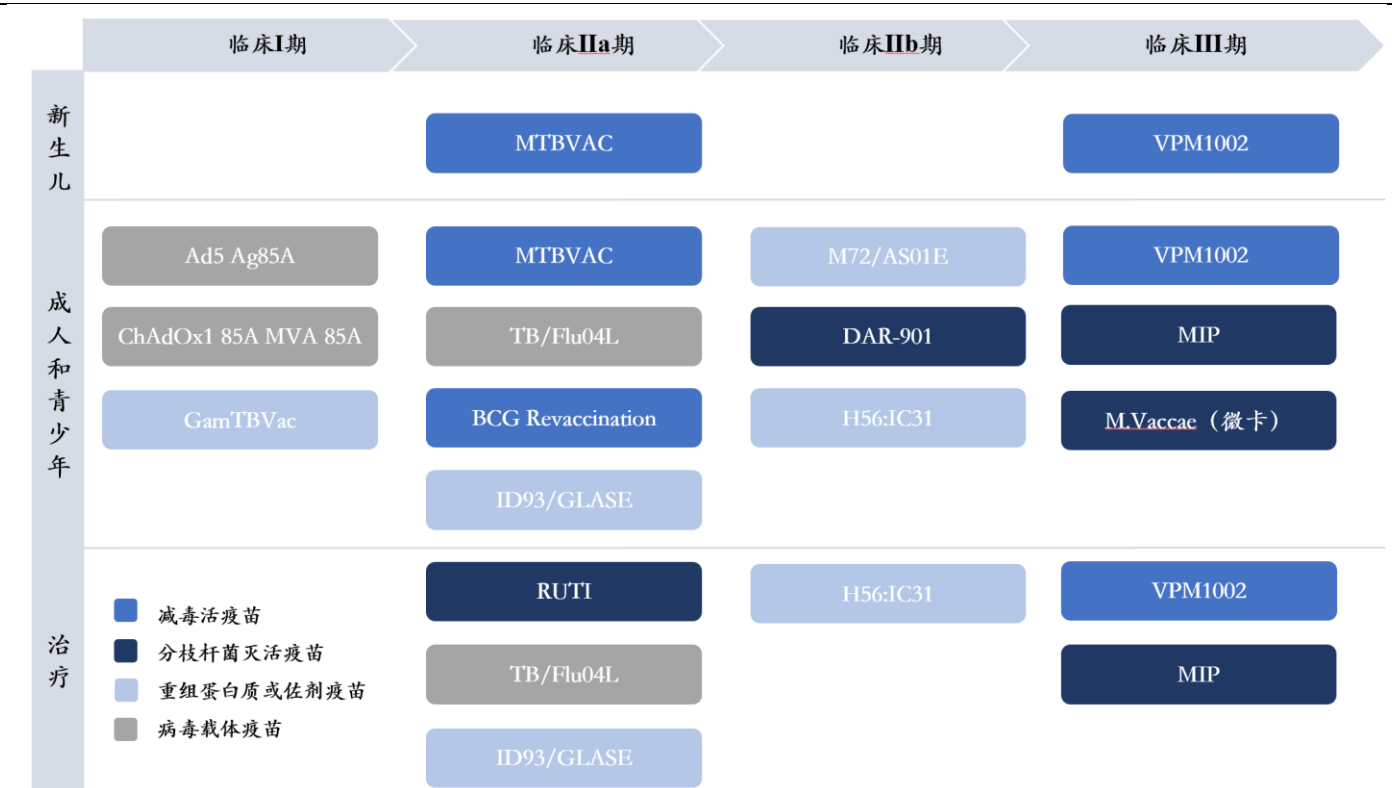 临床I期
临床IIa期
临床IIb期
临床III期
新生儿
MTBVAC
VPM1002
成人和青少年
Ad5 Ag85A
MTBVAC
M72/AS01E
VPM1002
ChAdOx1 85A MVA 85A
TB/Flu04L
DAR-901
MIP
GamTBVac
BCG Revaccination
H56:IC31
M.Vaccae（微卡）
ID93/GLASE
治疗
RUTI
H56:IC31
VPM1002
TB/Flu04L
MIP
ID93/GLASE
减毒活疫苗
分枝杆菌灭活疫苗
重组蛋白质或佐剂疫苗
病毒载体疫苗